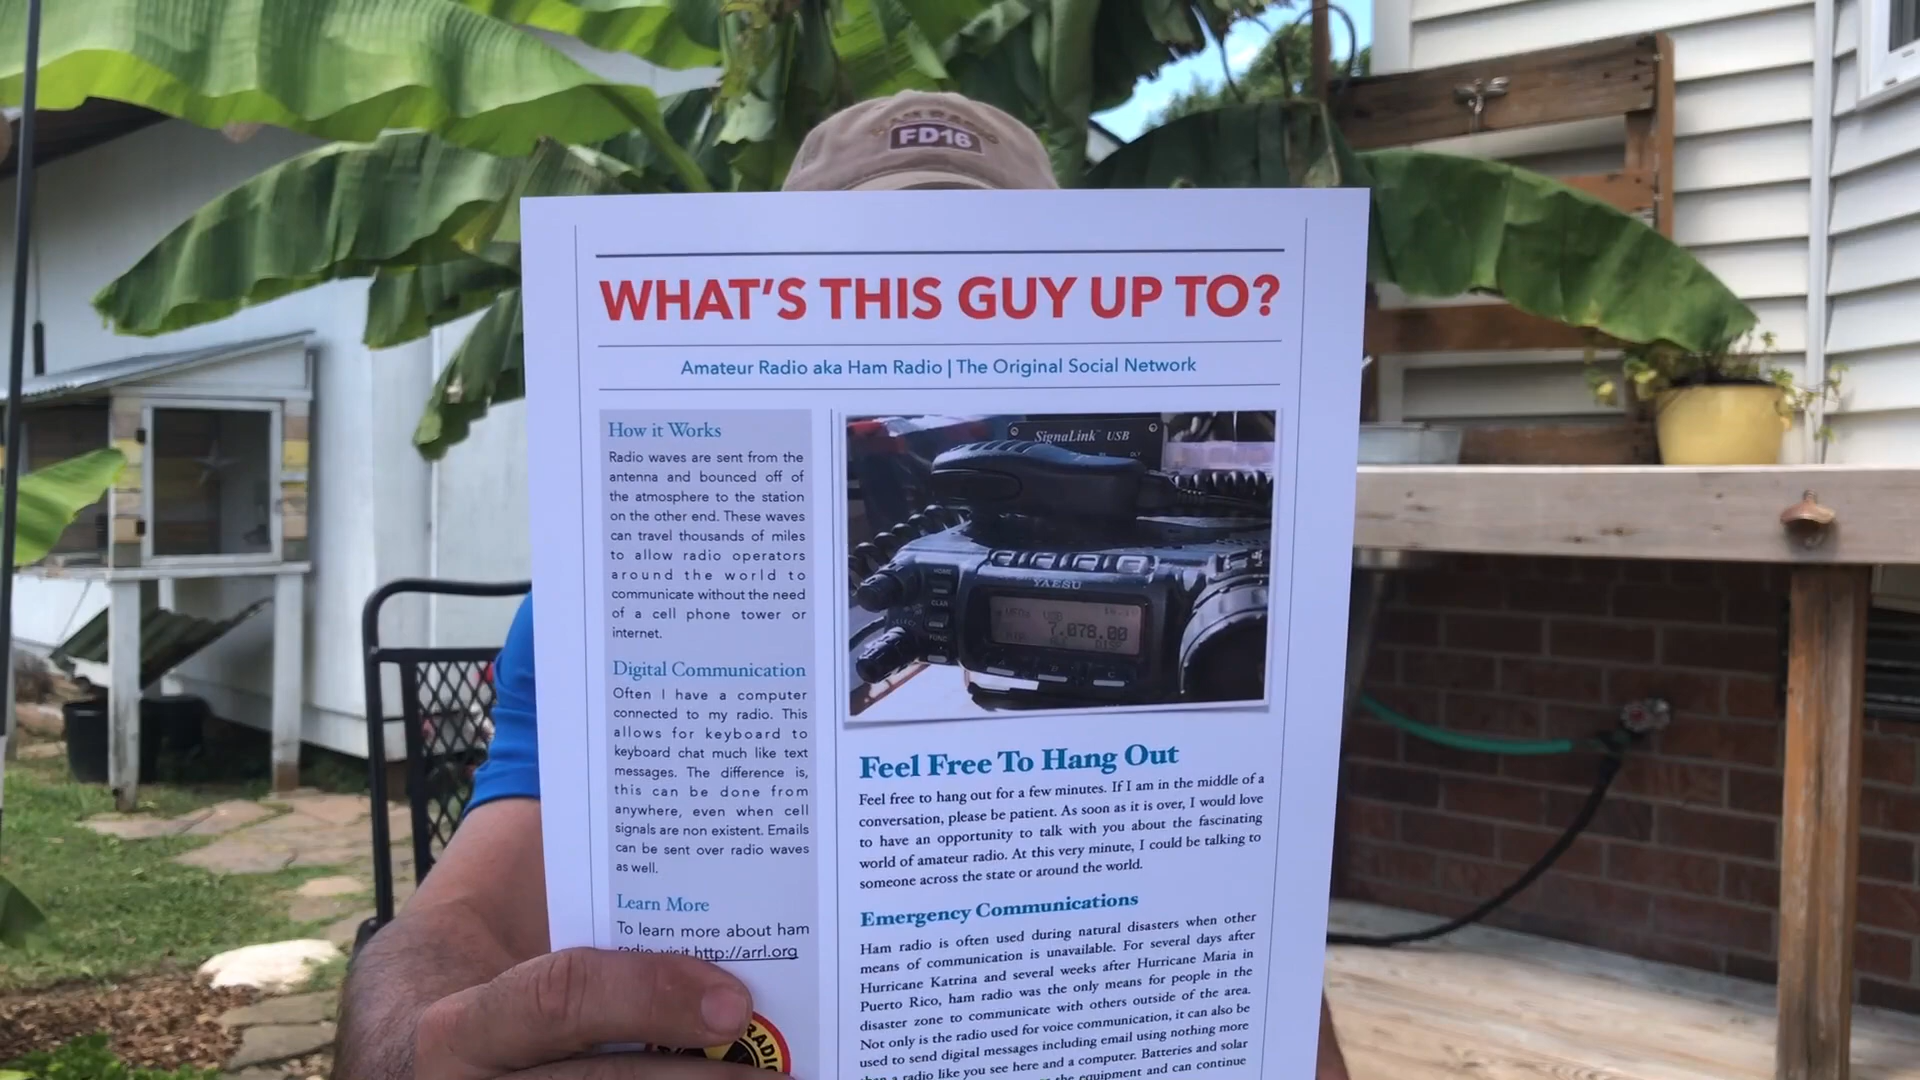 FD16
WHAT'S THIS GUY UP TO?
Amateur Radio aka Ham Radio | The Original Social Network
How it Works
Radio waves are sent from the
antenna and bounced off of
the atmosphere to the station
on the other end. These waves
can travel thousands of miles
to allow radio operators
around the world to
communicate without the need
of a cell phone tower or
internet.
Digital Communication
Often I have a computer
connected to my radio. This
allows for keyboard to
keyboard chat much like text
messages. The difference is,
this can be done from
anywhere, even when cell
signals are non existent. Emails
can be sent over radio waves
as well.
Learn More
To learn more about ham
radio visit http://arrl.org
RADIO
SignaLink USB
YAESU
7.078.00
Feel Free To Hang Out
Feel free to hang out for a few minutes. If I am in the middle of a
conversation, please be patient. As soon as it is over, I would love
to have an opportunity to talk with you about the fascinating
world of amateur radio. At this very minute, I could be talking to
someone across the state or around the world.
Emergency Communications
Ham radio is often used during natural disasters when other
means of communication is unavailable. For several days after
Hurricane Katrina and several weeks after Hurricane Maria in
Puerto Rico, ham radio was the only means for people in the
disaster zone to communicate with others outside of the area.
Not only is the radio used for voice communication, it can also be
used to send digital messages including email using nothing more
than a radio like you see here and a computer. Batteries and solar
the equipment and can continue